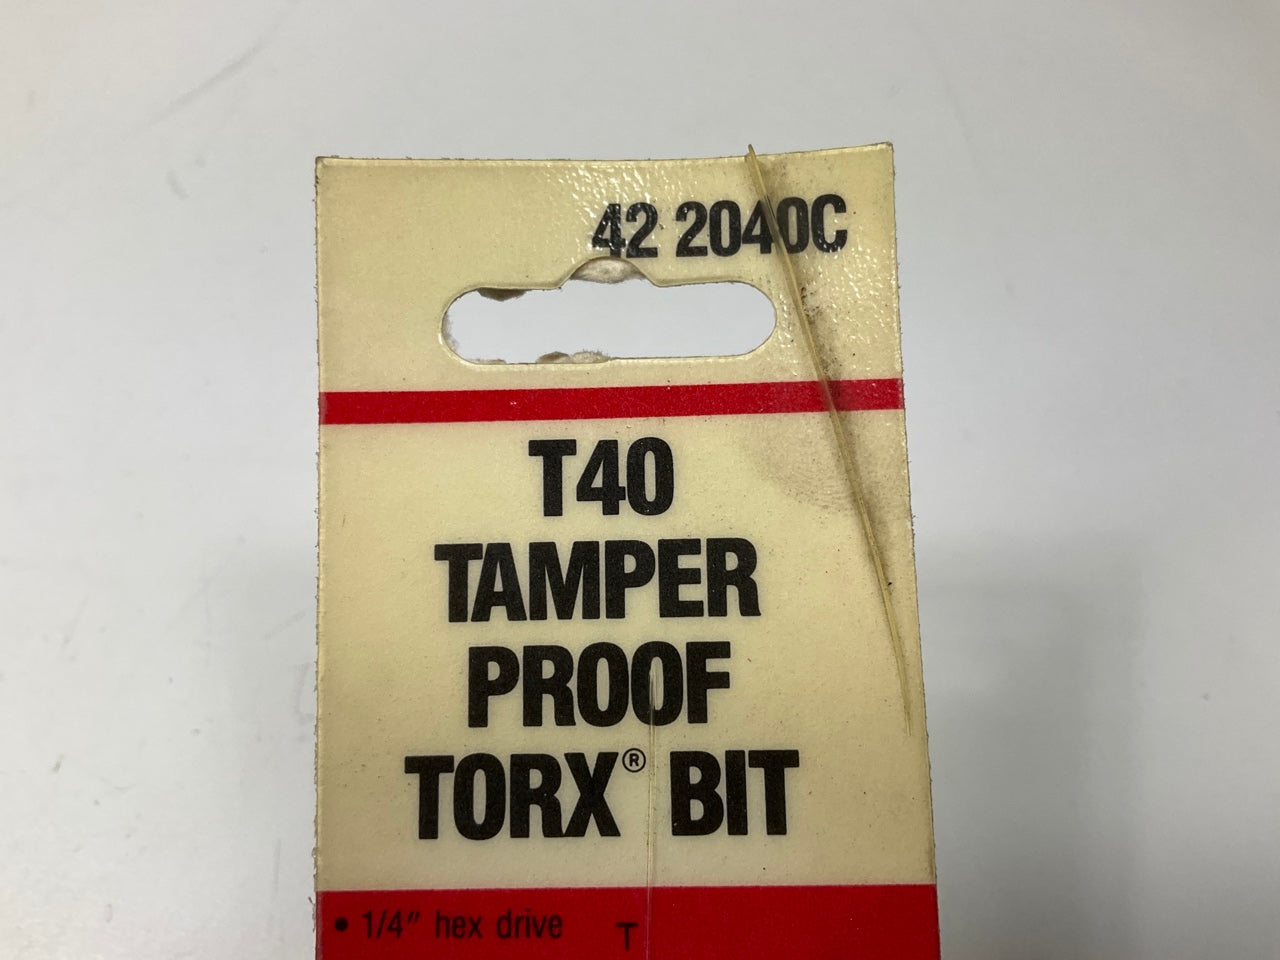 42 2040C
T40
TAMPER
PROOF
TORX® BIT
• 1/4" hex drive
T